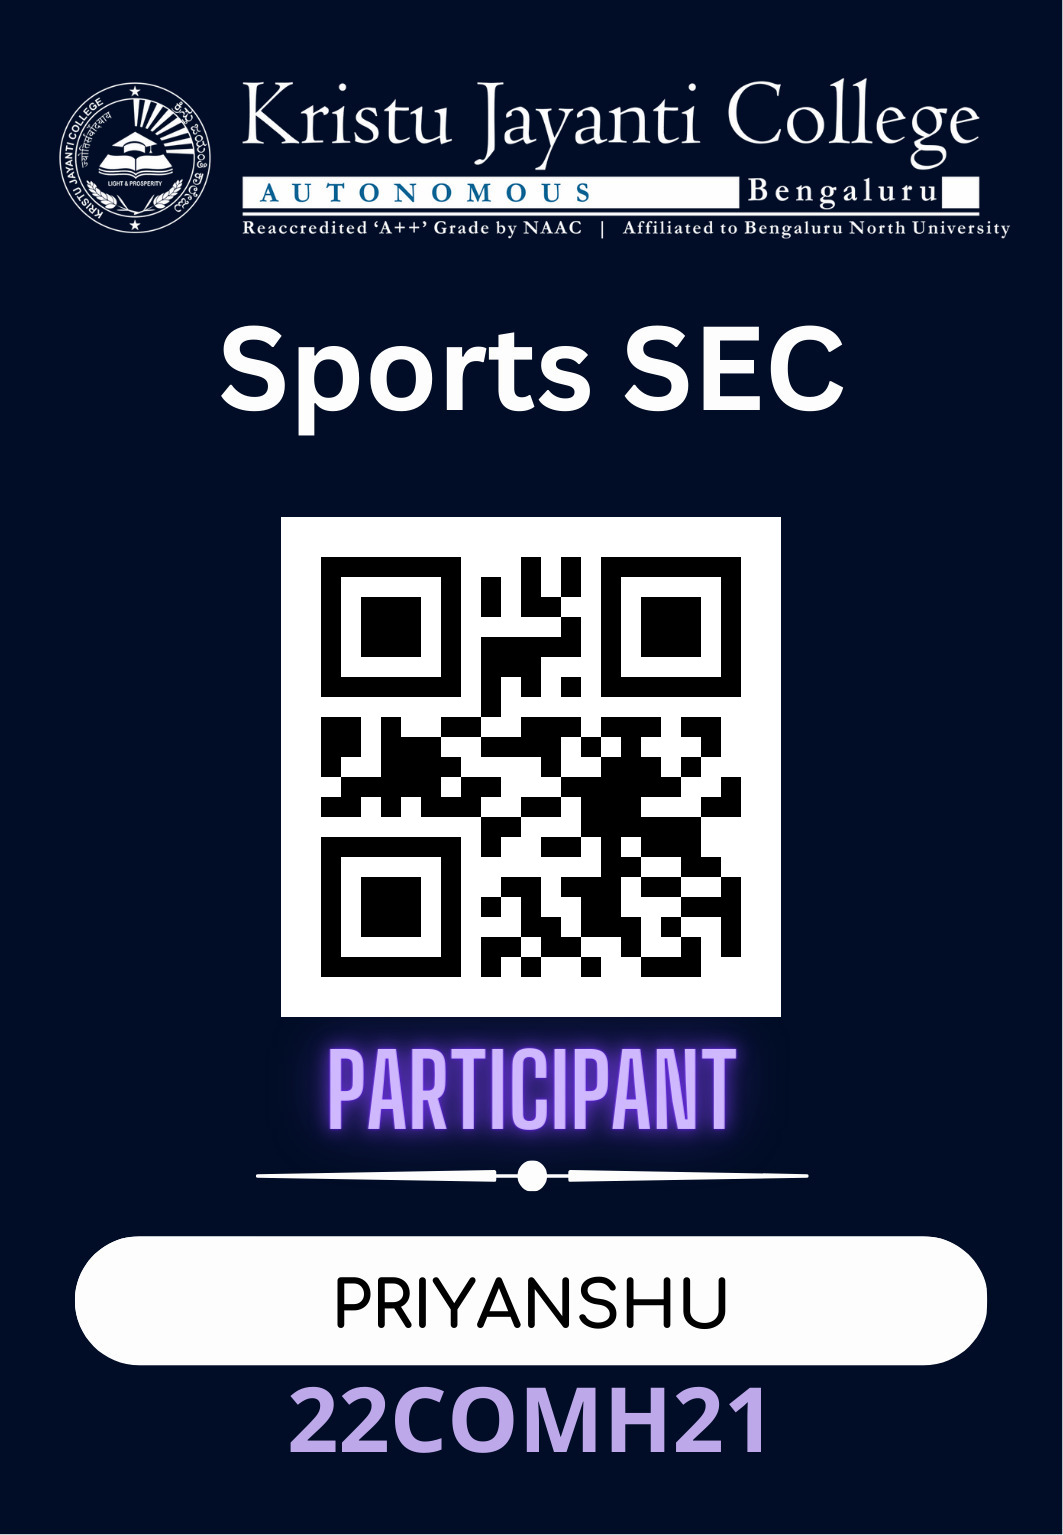 KRISTU JAYANTI COLLEGE
LIGHT & PROSPERITY
Kristu Jayanti College
AUTONOMOUS Bengaluru
Reaccredited ‘A++’ Grade by NAAC | Affiliated to Bengaluru North University
Sports SEC
PARTICIPANT
PRIYANSHU
22COMH21